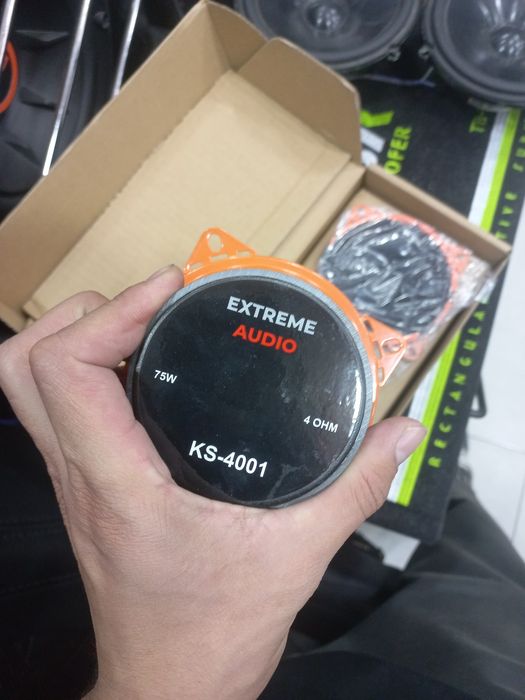 EXTREME
AUDIO
75W
4 OHM
KS-4001
OFER
RECTANGULA